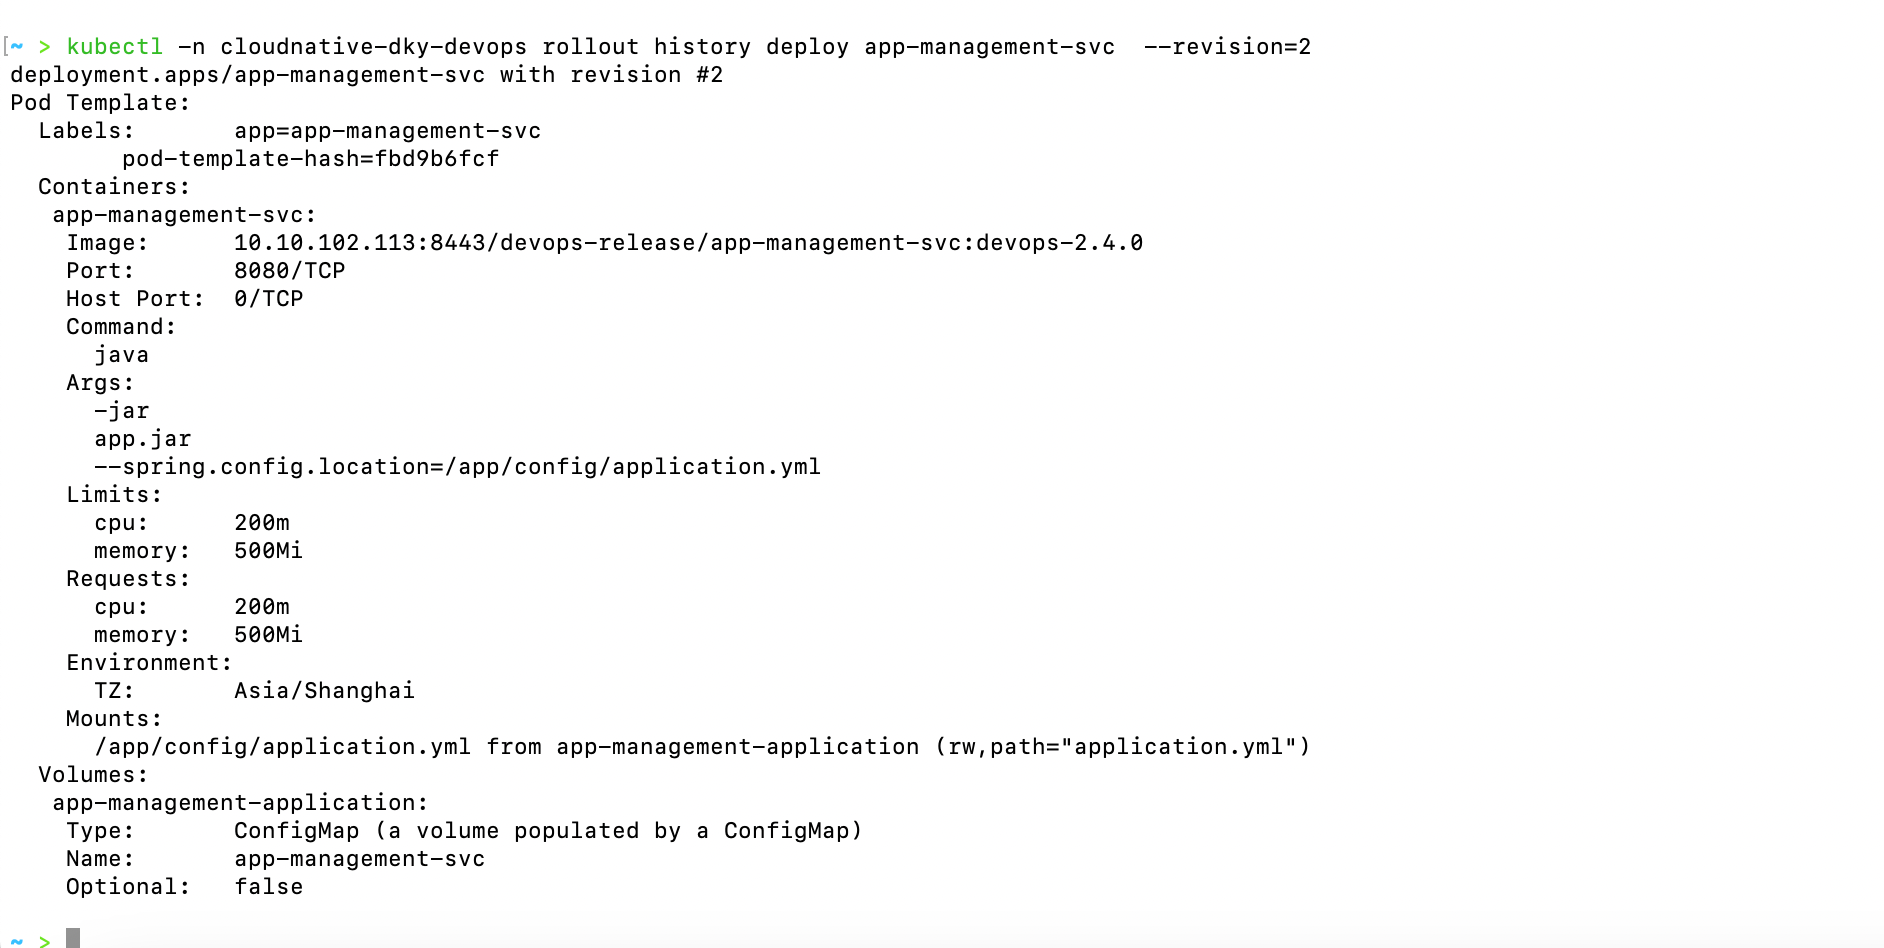 [~ > kubectl -n cloudnative-dky-devops rollout history deploy app-management-svc  --revision=2
deployment.apps/app-management-svc with revision #2
Pod Template:
  Labels:       app=app-management-svc
        pod-template-hash=fbd9b6fcf
  Containers:
   app-management-svc:
    Image:      10.10.102.113:8443/devops-release/app-management-svc:devops-2.4.0
    Port:       8080/TCP
    Host Port:  0/TCP
    Command:
      java
    Args:
      -jar
      app.jar
      --spring.config.location=/app/config/application.yml
    Limits:
      cpu:      200m
      memory:   500Mi
    Requests:
      cpu:      200m
      memory:   500Mi
    Environment:
      TZ:       Asia/Shanghai
    Mounts:
      /app/config/application.yml from app-management-application (rw,path="application.yml")
  Volumes:
   app-management-application:
    Type:       ConfigMap (a volume populated by a ConfigMap)
    Name:       app-management-svc
    Optional:   false

~ >